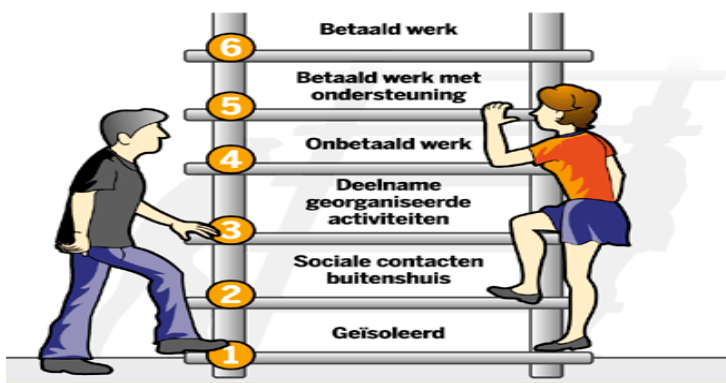 6 Betaald werk
5 Betaald werk met
ondersteuning
4 Onbetaald werk
Deelname
georganiseerde
3 activiteiten
Sociale contacten
2 buitenshuis
1 Geïsoleerd